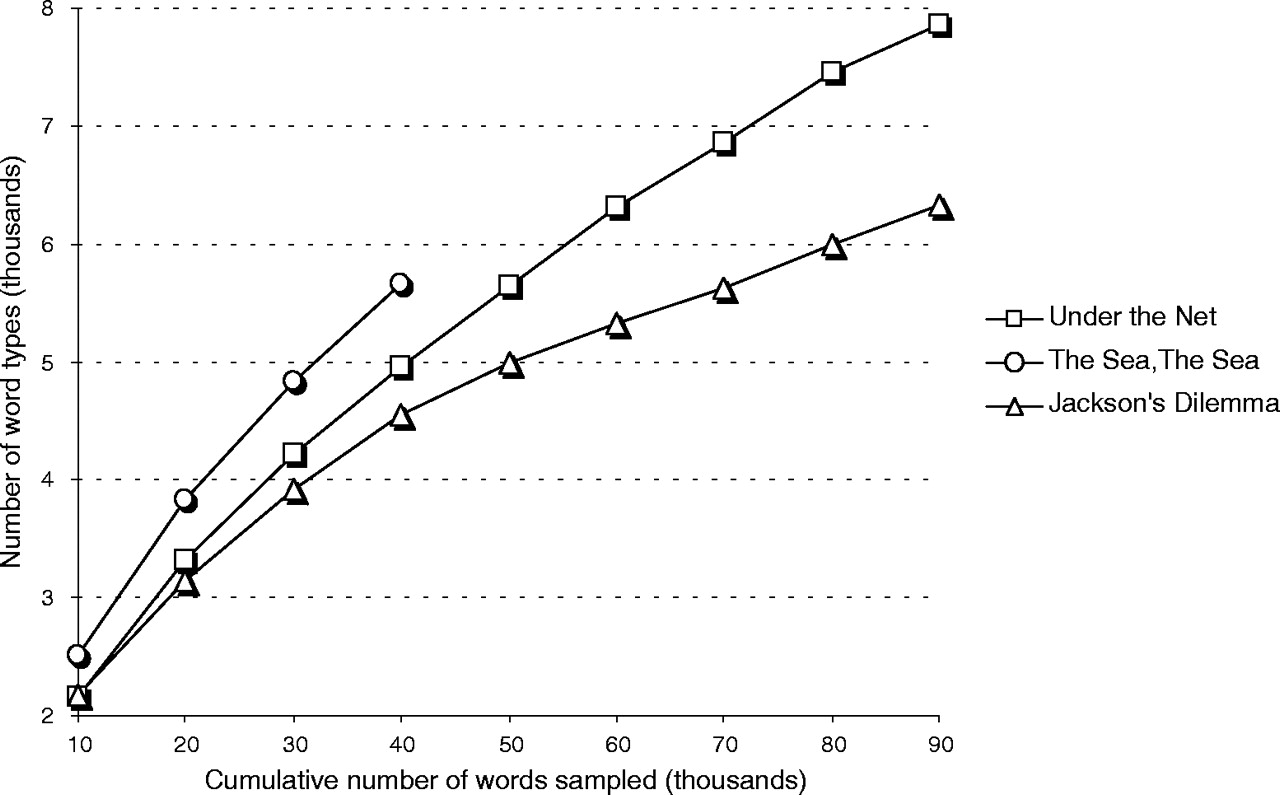 8
7
6
5
4
3
2
Number of word types (thousands)
10 20 30 40 50 60 70 80 90
Cumulative number of words sampled (thousands)
Under the Net
The Sea,The Sea
Jackson's Dilemma